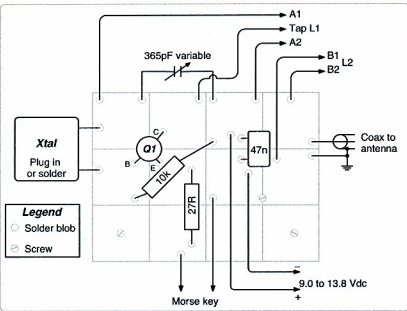 A1
Tap L1
A2
365pF variable
B1
L2
B2
Xtal
Plug in
or solder
C
Q1
B
E
10k
47n
27R
Coax to
antenna
Legend
Solder blob
Screw
–
9.0 to 13.8 Vdc
+
Morse key